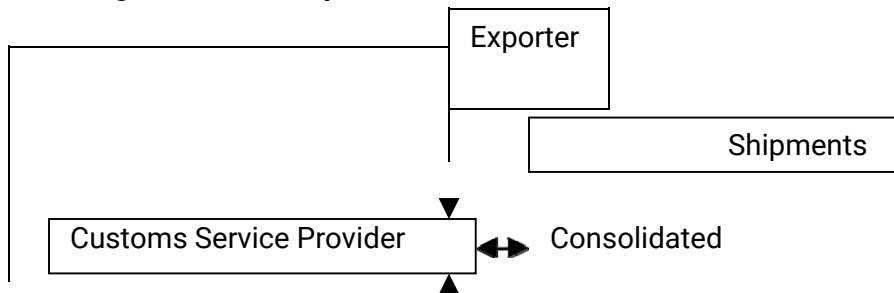 Exporter
Shipments
Customs Service Provider
Consolidated